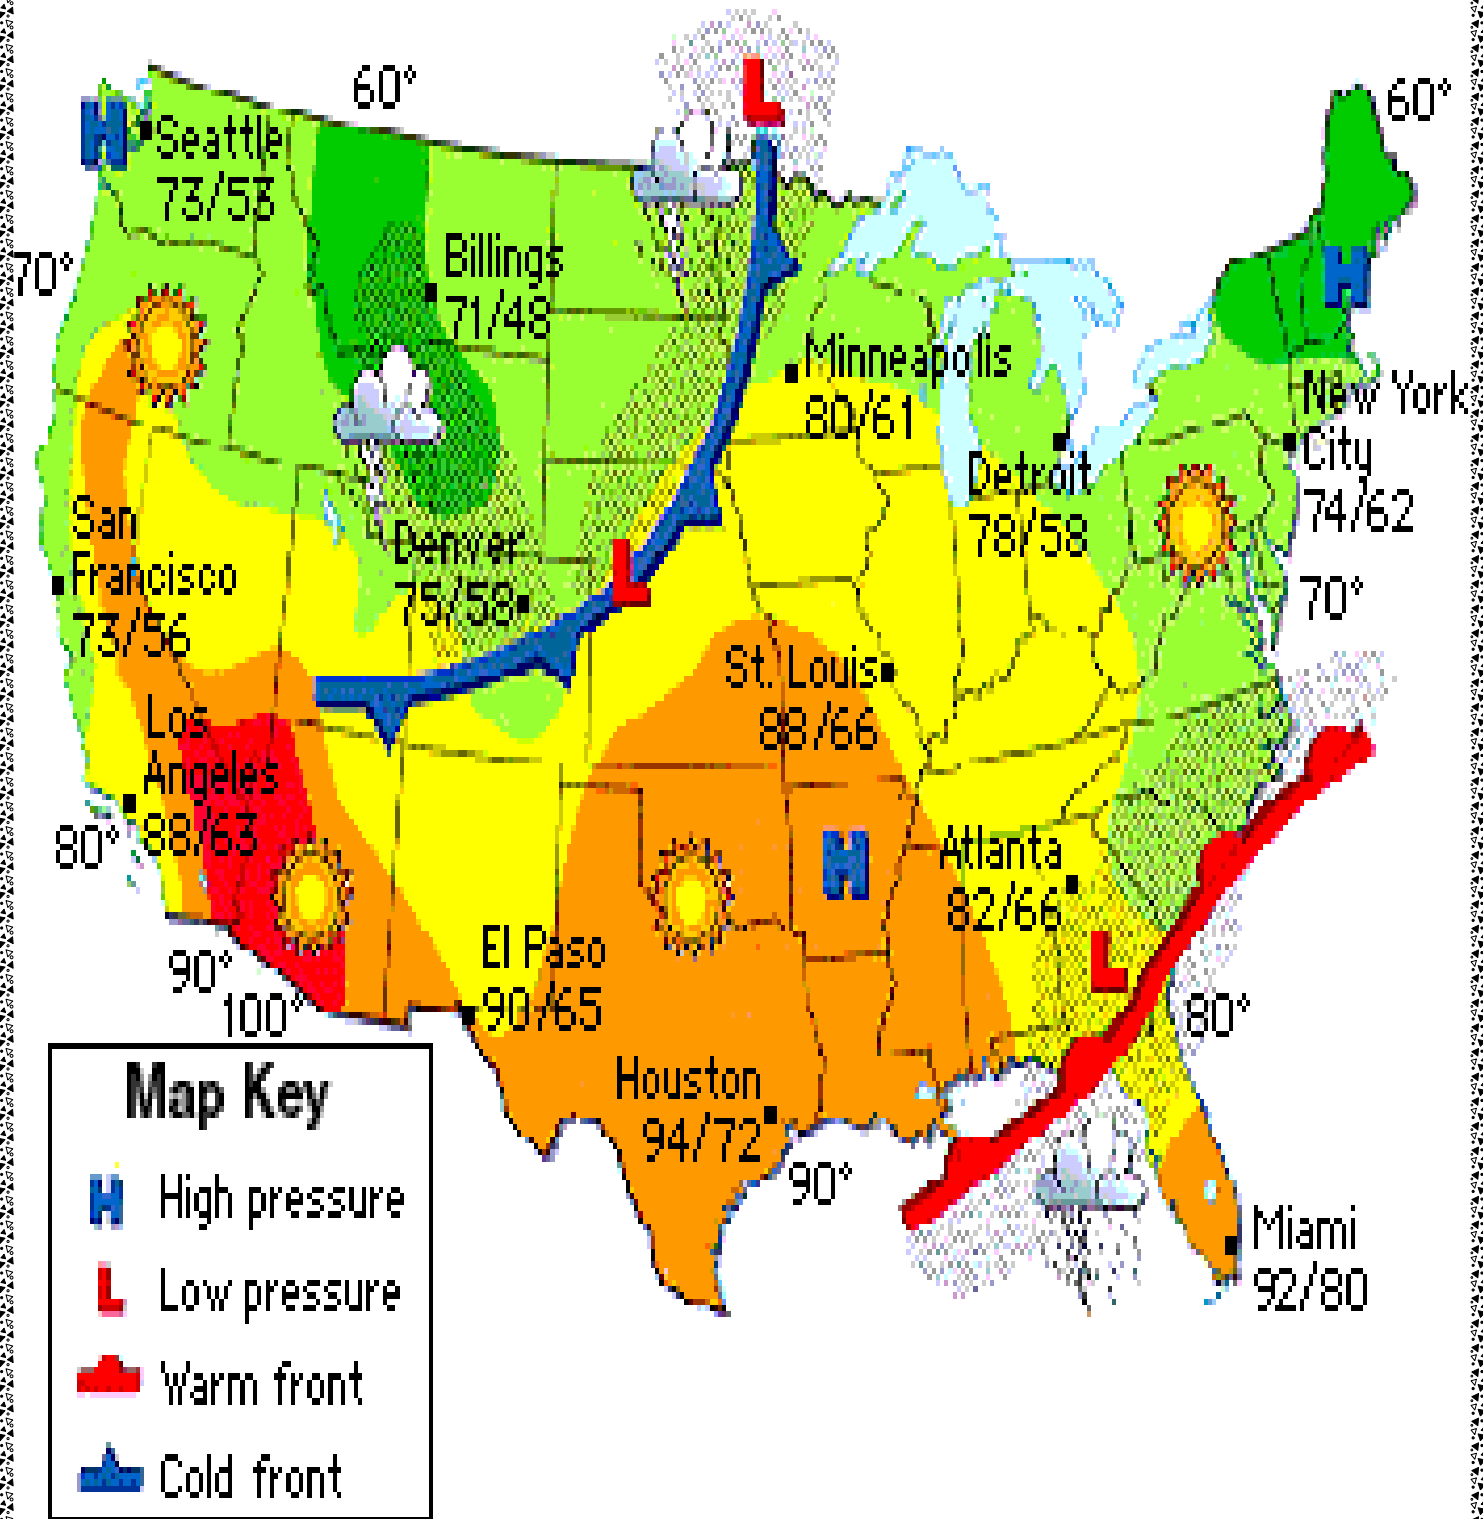 60°
L
60°
H
Seattle
73/53
70°
Billings
71/48
H
Minneapolis
80/61
New York
City
74/62
Detroit
78/58
San
Francisco
73/56
Denver
75/58
L
70°
St. Louis
88/66
Los
Angeles
88/63
80°
H
Atlanta
82/66
L
90°
100°
El Paso
90/65
80°
Houston
94/72
90°
Miami
92/80
Map Key
H High pressure
L Low pressure
Warm front
Cold front